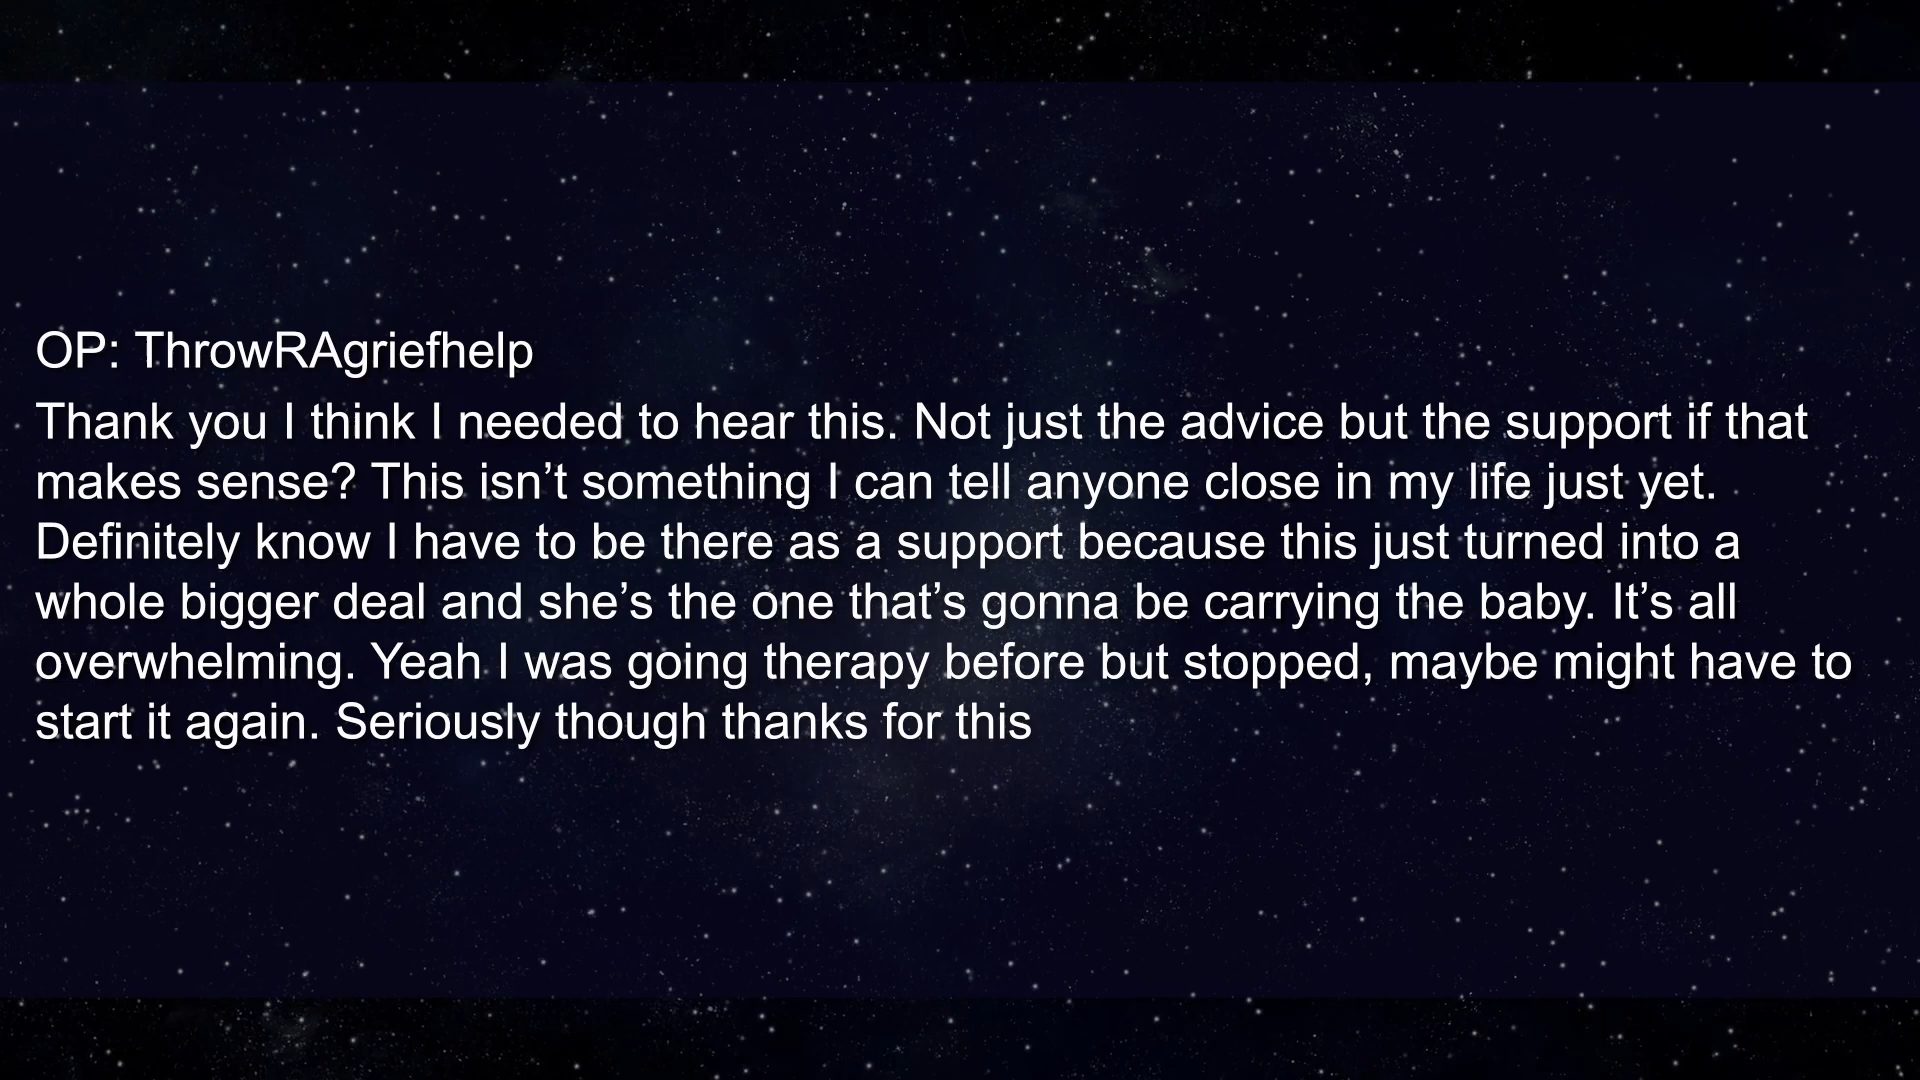 OP: ThrowRAgriefhelp
Thank you I think I needed to hear this. Not just the advice but the support if that
makes sense? This isn’t something I can tell anyone close in my life just yet.
Definitely know I have to be there as a support because this just turned into a
whole bigger deal and she’s the one that’s gonna be carrying the baby. It’s all
overwhelming. Yeah I was going therapy before but stopped, maybe might have to
start it again. Seriously though thanks for this